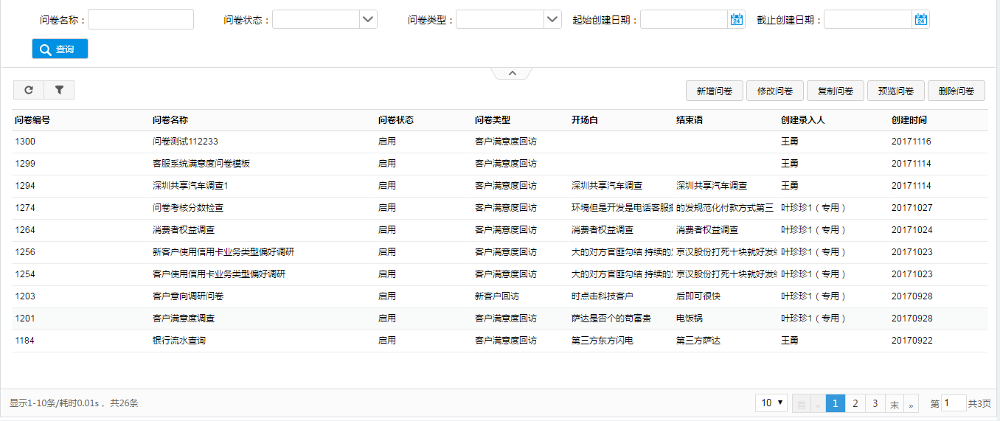 问卷名称： 问卷状态： 问卷类型： 起始创建日期： 24 截止创建日期： 24
查询
新增问卷 修改问卷 复制问卷 预览问卷 删除问卷
问卷编号 问卷名称 问卷状态 问卷类型 开场白 结束语 创建录入人 创建时间
1300 问卷测试112233 启用 客户满意度回访 王勇 20171116
1299 客服系统满意度问卷模板 启用 客户满意度回访 王勇 20171114
1294 深圳共享汽车调查1 启用 客户满意度回访 深圳共享汽车调查 深圳共享汽车调查 王勇 20171114
1274 问卷考核分数检查 启用 客户满意度回访 环境但是开发是电话客服 的发规范化付款方式第三 叶珍珍1（专用） 20171027
1264 消费者权益调查 启用 客户满意度回访 消费者权益调查 消费者权益调查 叶珍珍1（专用） 20171024
1256 新客户使用信用卡业务类型偏好调研 启用 客户满意度回访 大的对方官匪勾结 持续的 京汉股份打死十块就好发 叶珍珍1（专用） 20171023
1254 客户使用信用卡业务类型偏好调研 启用 客户满意度回访 大的对方官匪勾结 持续的 京汉股份打死十块就好发 叶珍珍1（专用） 20171023
1203 客户意向调研问卷 启用 新客户回访 时点击科技客户 后即可很快 叶珍珍1（专用） 20170928
1201 客户满意度调查 启用 客户满意度回访 萨达是否个的苟富贵 电饭锅 叶珍珍1（专用） 20170928
1184 银行流水查询 启用 客户满意度回访 第三方东方闪电 第三方萨达 王勇 20170922
显示1-10条/耗时0.01s， 共26条 10 首 « 1 2 3 末 » 第 1 共3页